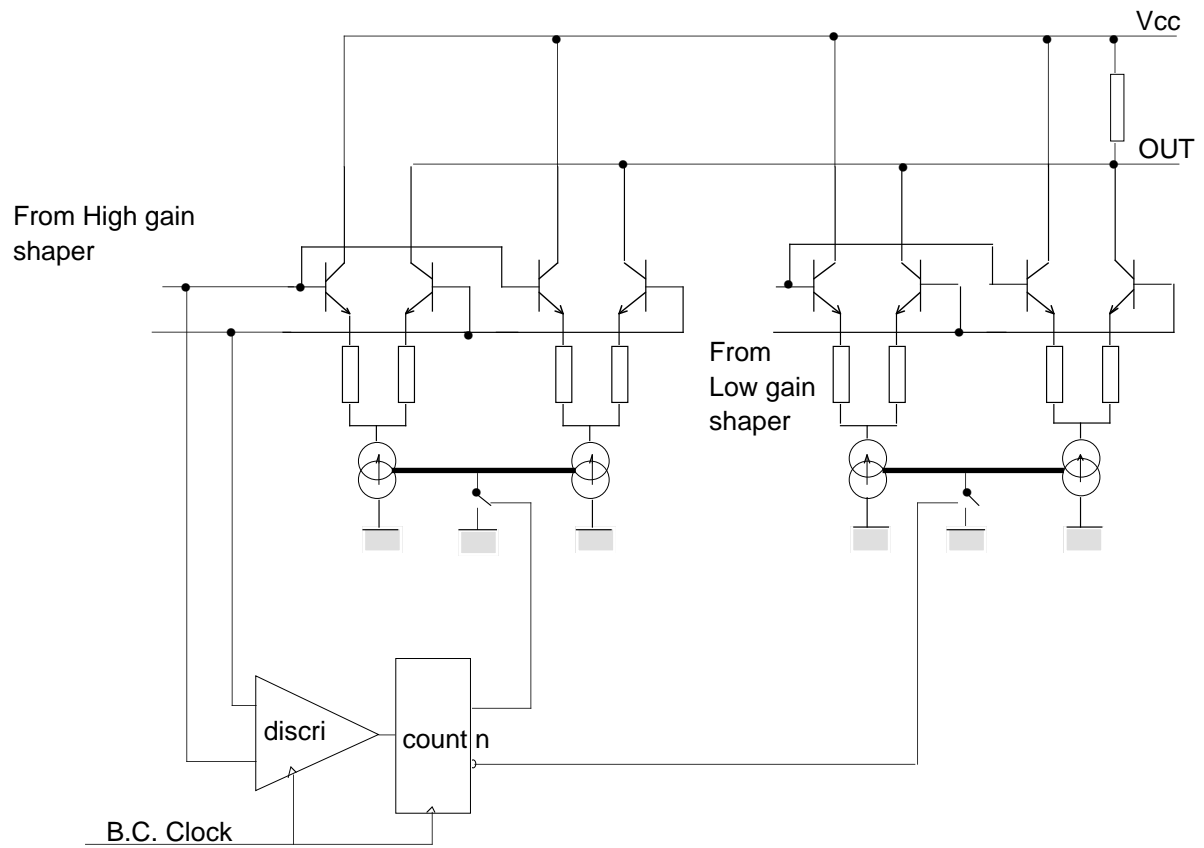 Vcc
OUT
From High gain
shaper
From
Low gain
shaper
discri
count n
B.C. Clock